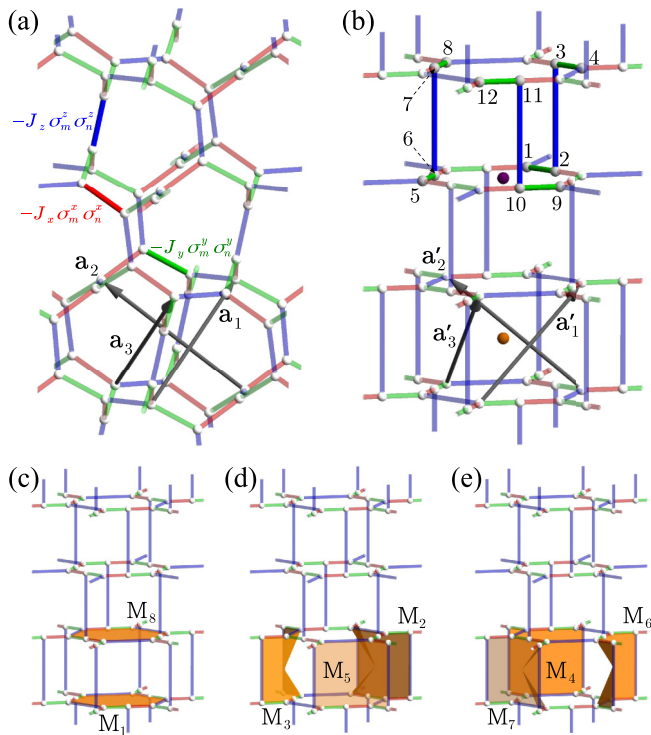 (a)
(b)
8
3
4
7
12
11
−J_z σ_m^z σ_n^z
6
1
2
5
10
9
−J_x σ_m^x σ_n^x
−J_y σ_m^y σ_n^y
a_2
a_1
a_3
a′_2
a′_1
a′_3
(c)
(d)
(e)
M_8
M_2
M_6
M_5
M_4
M_1
M_3
M_7